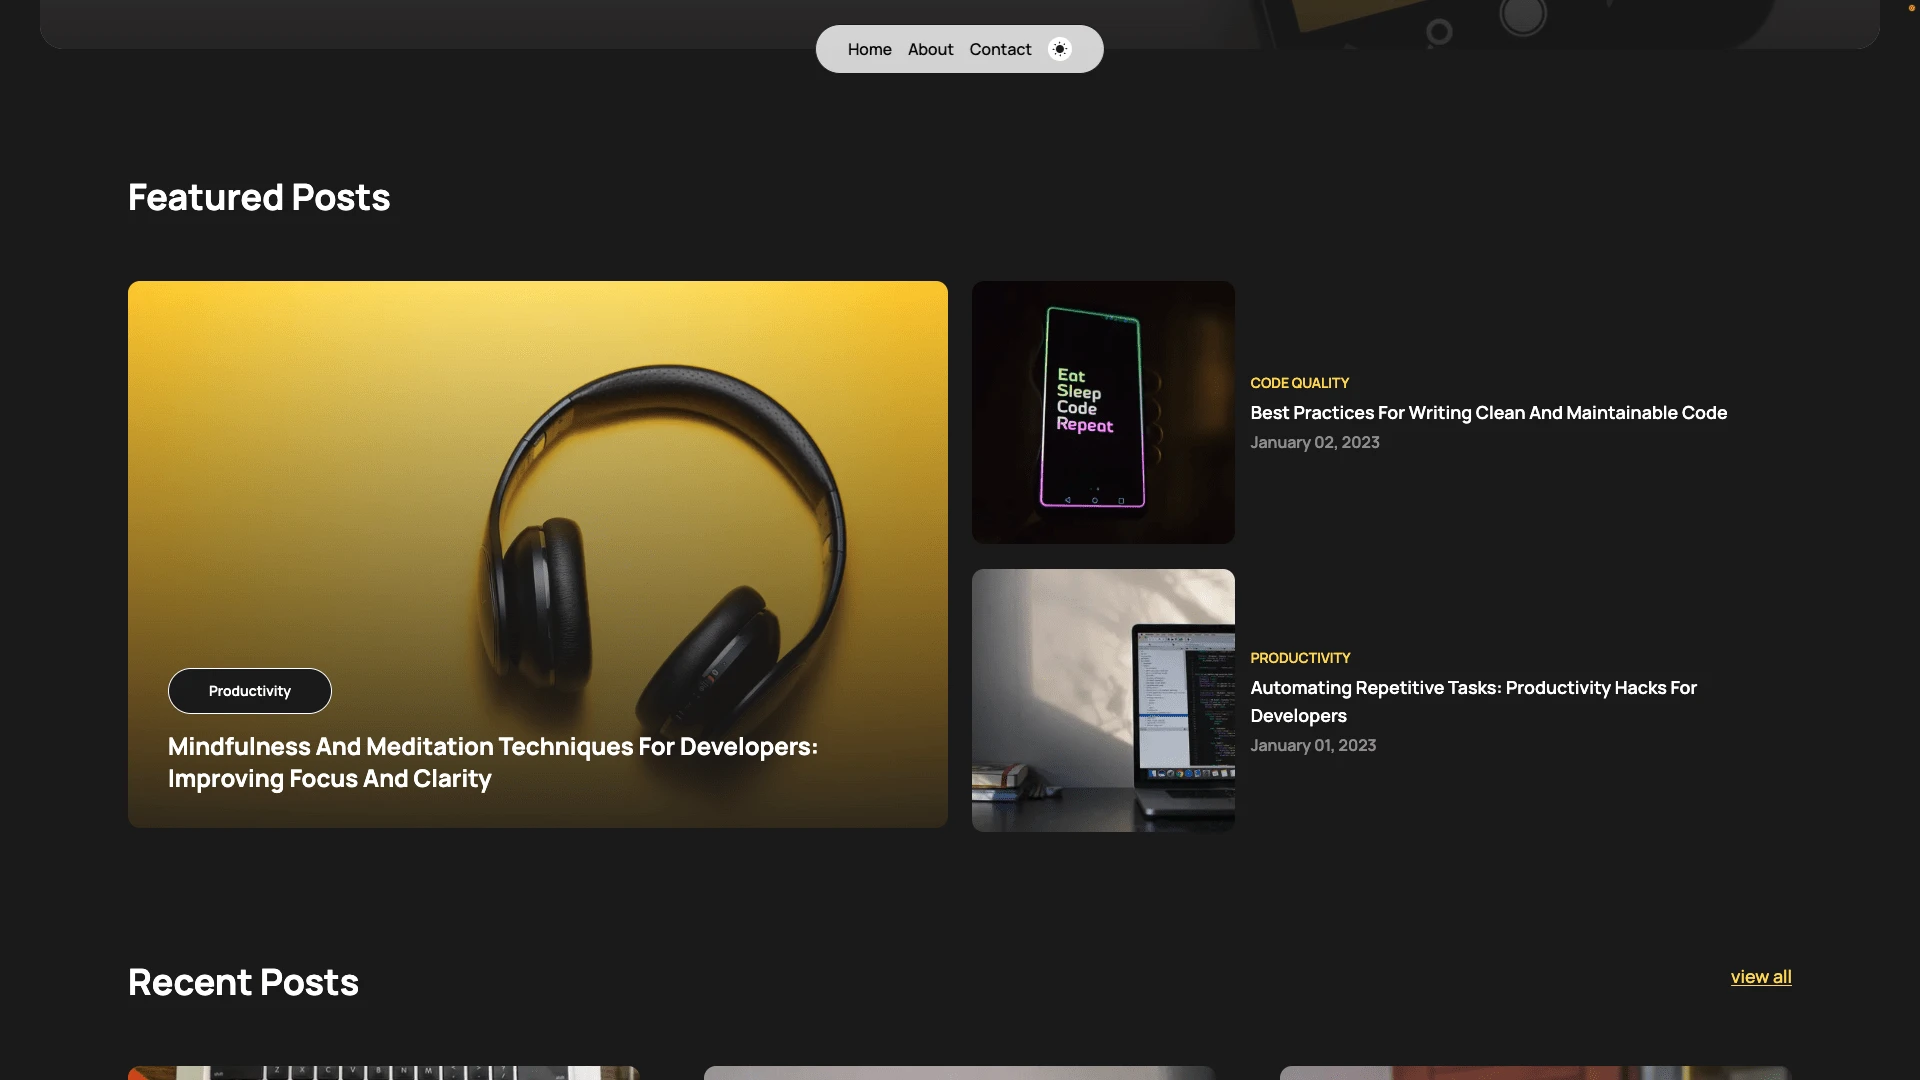 Home About Contact
Featured Posts
Eat
Sleep
Code
Repeat
CODE QUALITY
Best Practices For Writing Clean And Maintainable Code
January 02, 2023
Productivity
Mindfulness And Meditation Techniques For Developers:
Improving Focus And Clarity
PRODUCTIVITY
Automating Repetitive Tasks: Productivity Hacks For
Developers
January 01, 2023
Recent Posts
view all
Z X C V B N M